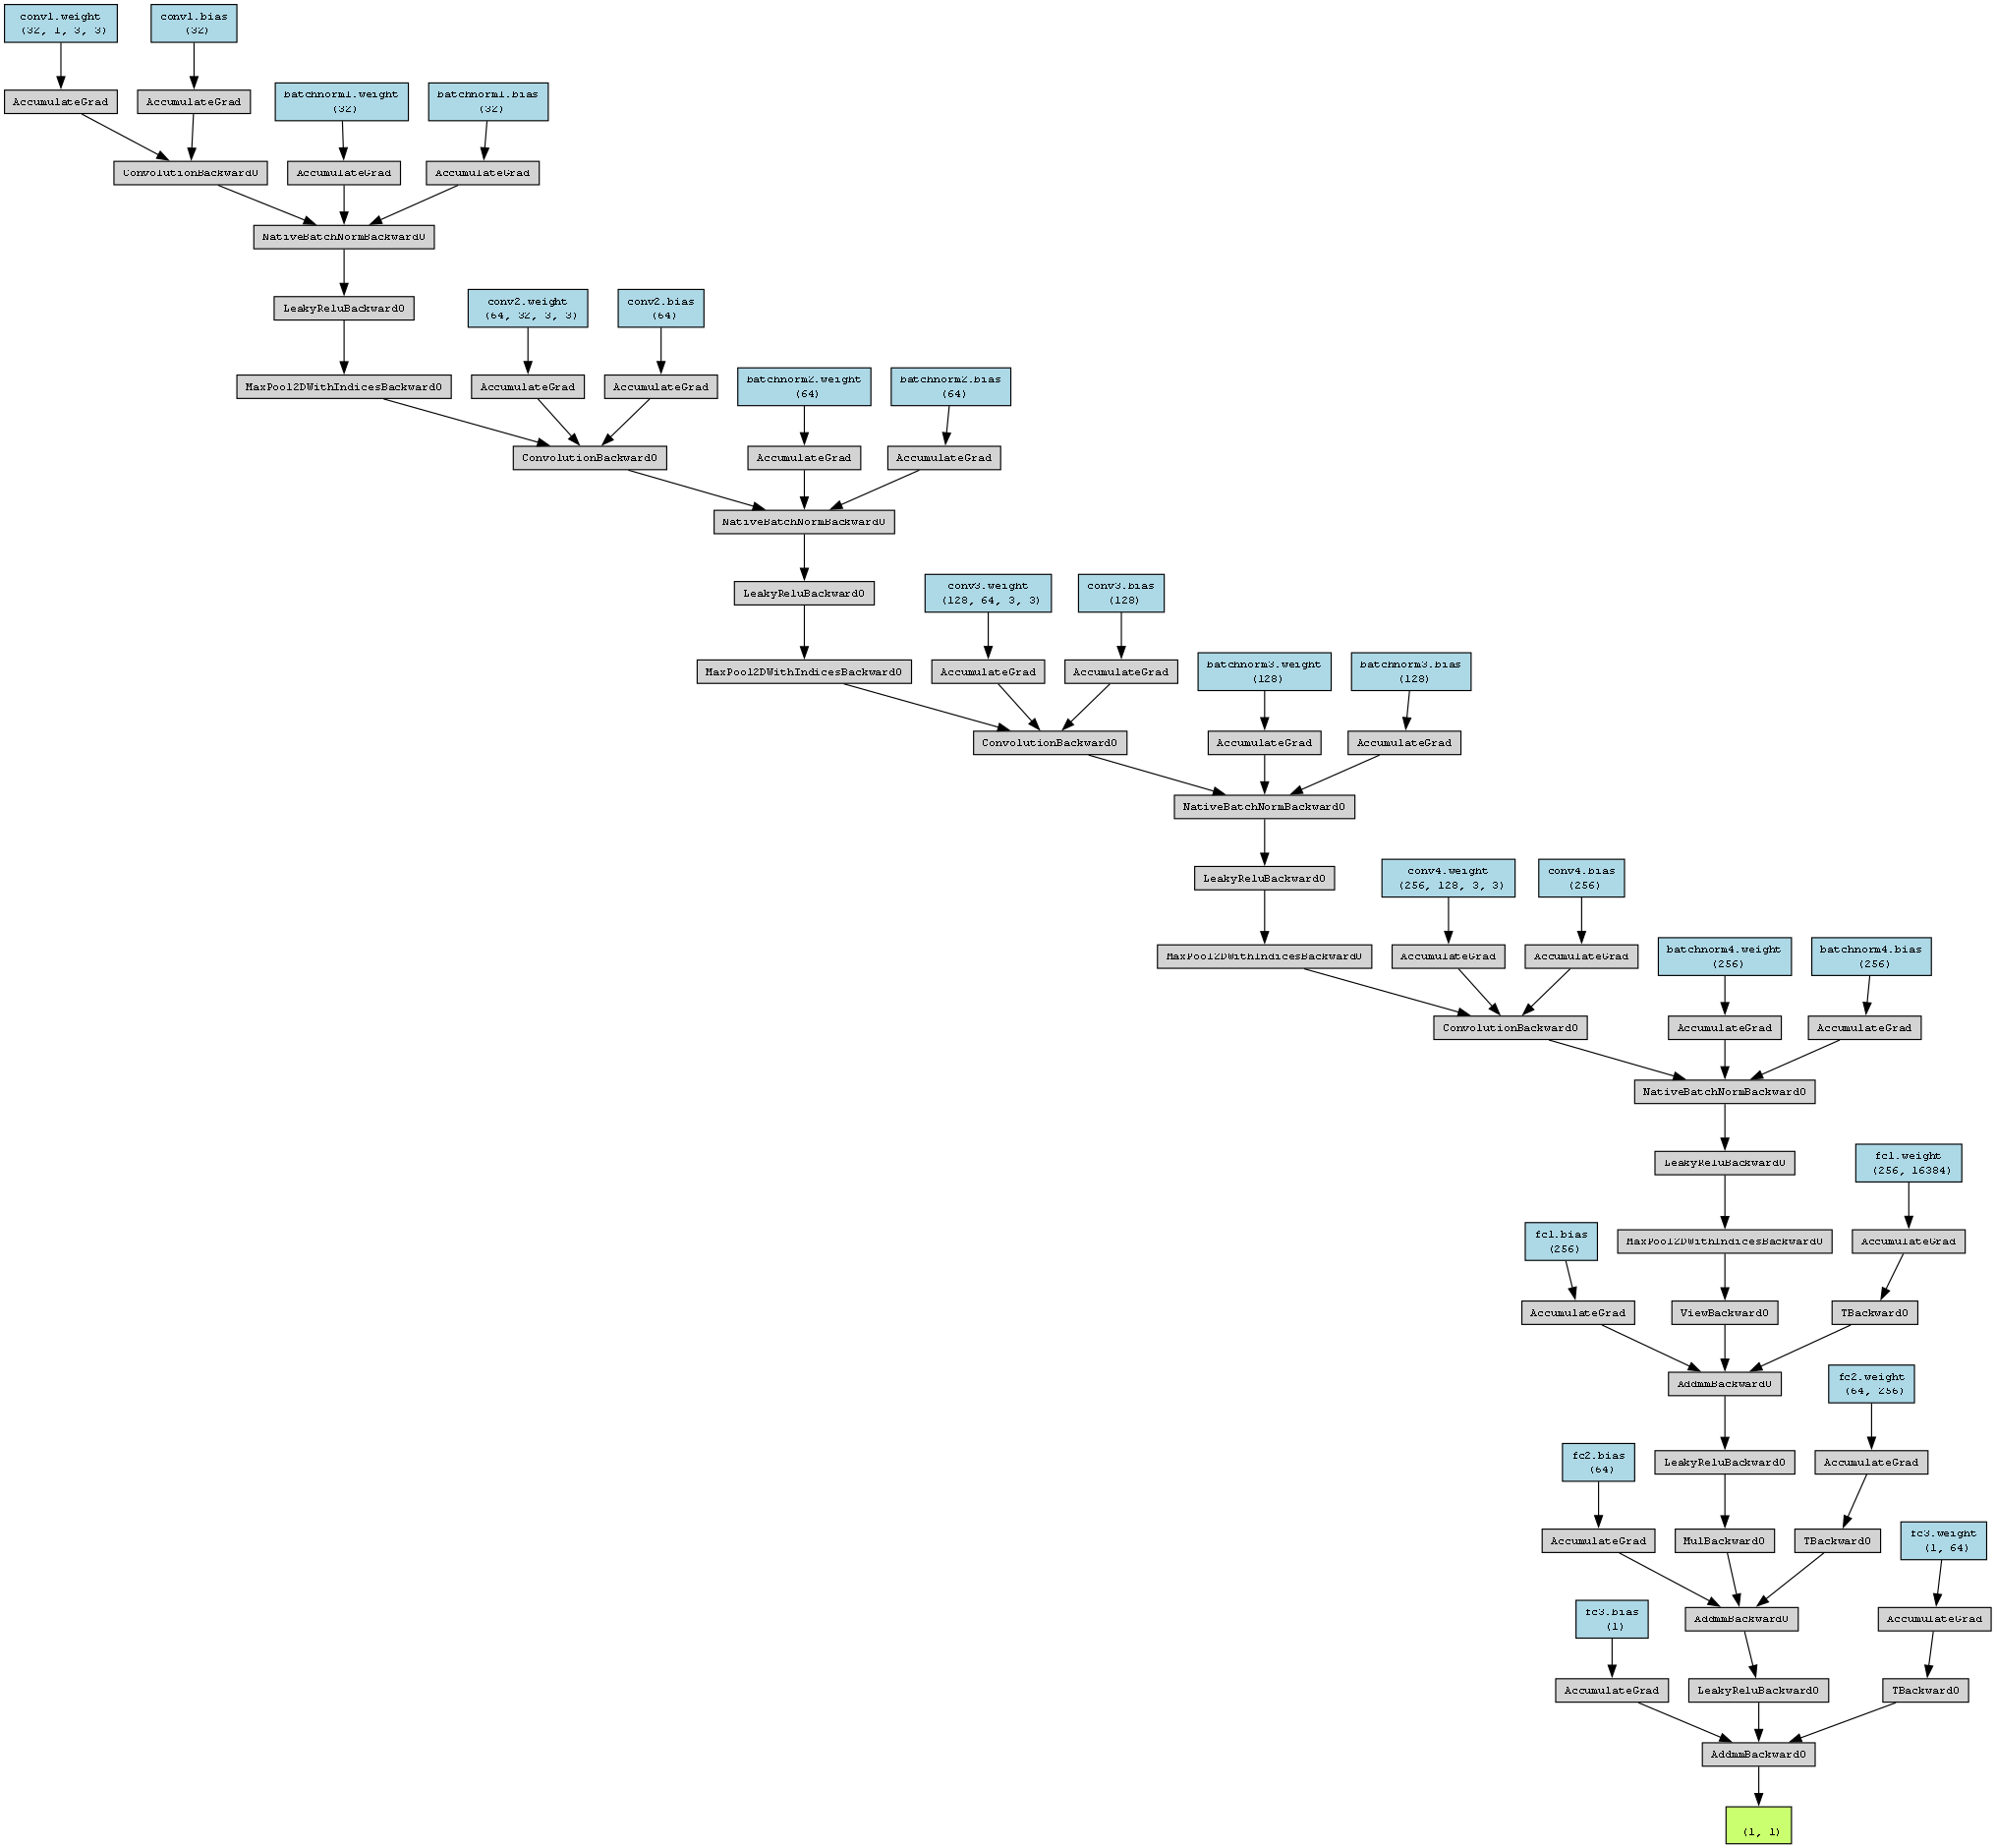 conv1.weight
(32, 1, 3, 3)
conv1.bias
(32)
AccumulateGrad
AccumulateGrad
batchnorm1.weight
(32)
batchnorm1.bias
(32)
ConvolutionBackward0
AccumulateGrad
AccumulateGrad
NativeBatchNormBackward0
LeakyReluBackward0
conv2.weight
(64, 32, 3, 3)
conv2.bias
(64)
MaxPool2DWithIndicesBackward0
AccumulateGrad
AccumulateGrad
batchnorm2.weight
(64)
batchnorm2.bias
(64)
ConvolutionBackward0
AccumulateGrad
AccumulateGrad
NativeBatchNormBackward0
LeakyReluBackward0
conv3.weight
(128, 64, 3, 3)
conv3.bias
(128)
MaxPool2DWithIndicesBackward0
AccumulateGrad
AccumulateGrad
batchnorm3.weight
(128)
batchnorm3.bias
(128)
ConvolutionBackward0
AccumulateGrad
AccumulateGrad
NativeBatchNormBackward0
LeakyReluBackward0
conv4.weight
(256, 128, 3, 3)
conv4.bias
(256)
MaxPool2DWithIndicesBackward0
AccumulateGrad
AccumulateGrad
batchnorm4.weight
(256)
batchnorm4.bias
(256)
ConvolutionBackward0
AccumulateGrad
AccumulateGrad
NativeBatchNormBackward0
LeakyReluBackward0
fc1.weight
(256, 16384)
fc1.bias
(256)
MaxPool2DWithIndicesBackward0
AccumulateGrad
AccumulateGrad
ViewBackward0
TBackward0
AddmmBackward0
fc2.weight
(64, 256)
fc2.bias
(64)
LeakyReluBackward0
AccumulateGrad
AccumulateGrad
MulBackward0
TBackward0
fc3.weight
(1, 64)
fc3.bias
(1)
AddmmBackward0
AccumulateGrad
AccumulateGrad
LeakyReluBackward0
TBackward0
AddmmBackward0
(1, 1)